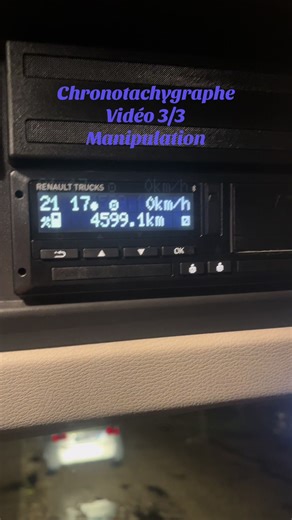 Chronotachygraphe
Vidéo 3/3
Manipulation
RENAULT TRUCKS
21 17 0km/h
4599.1km
OK